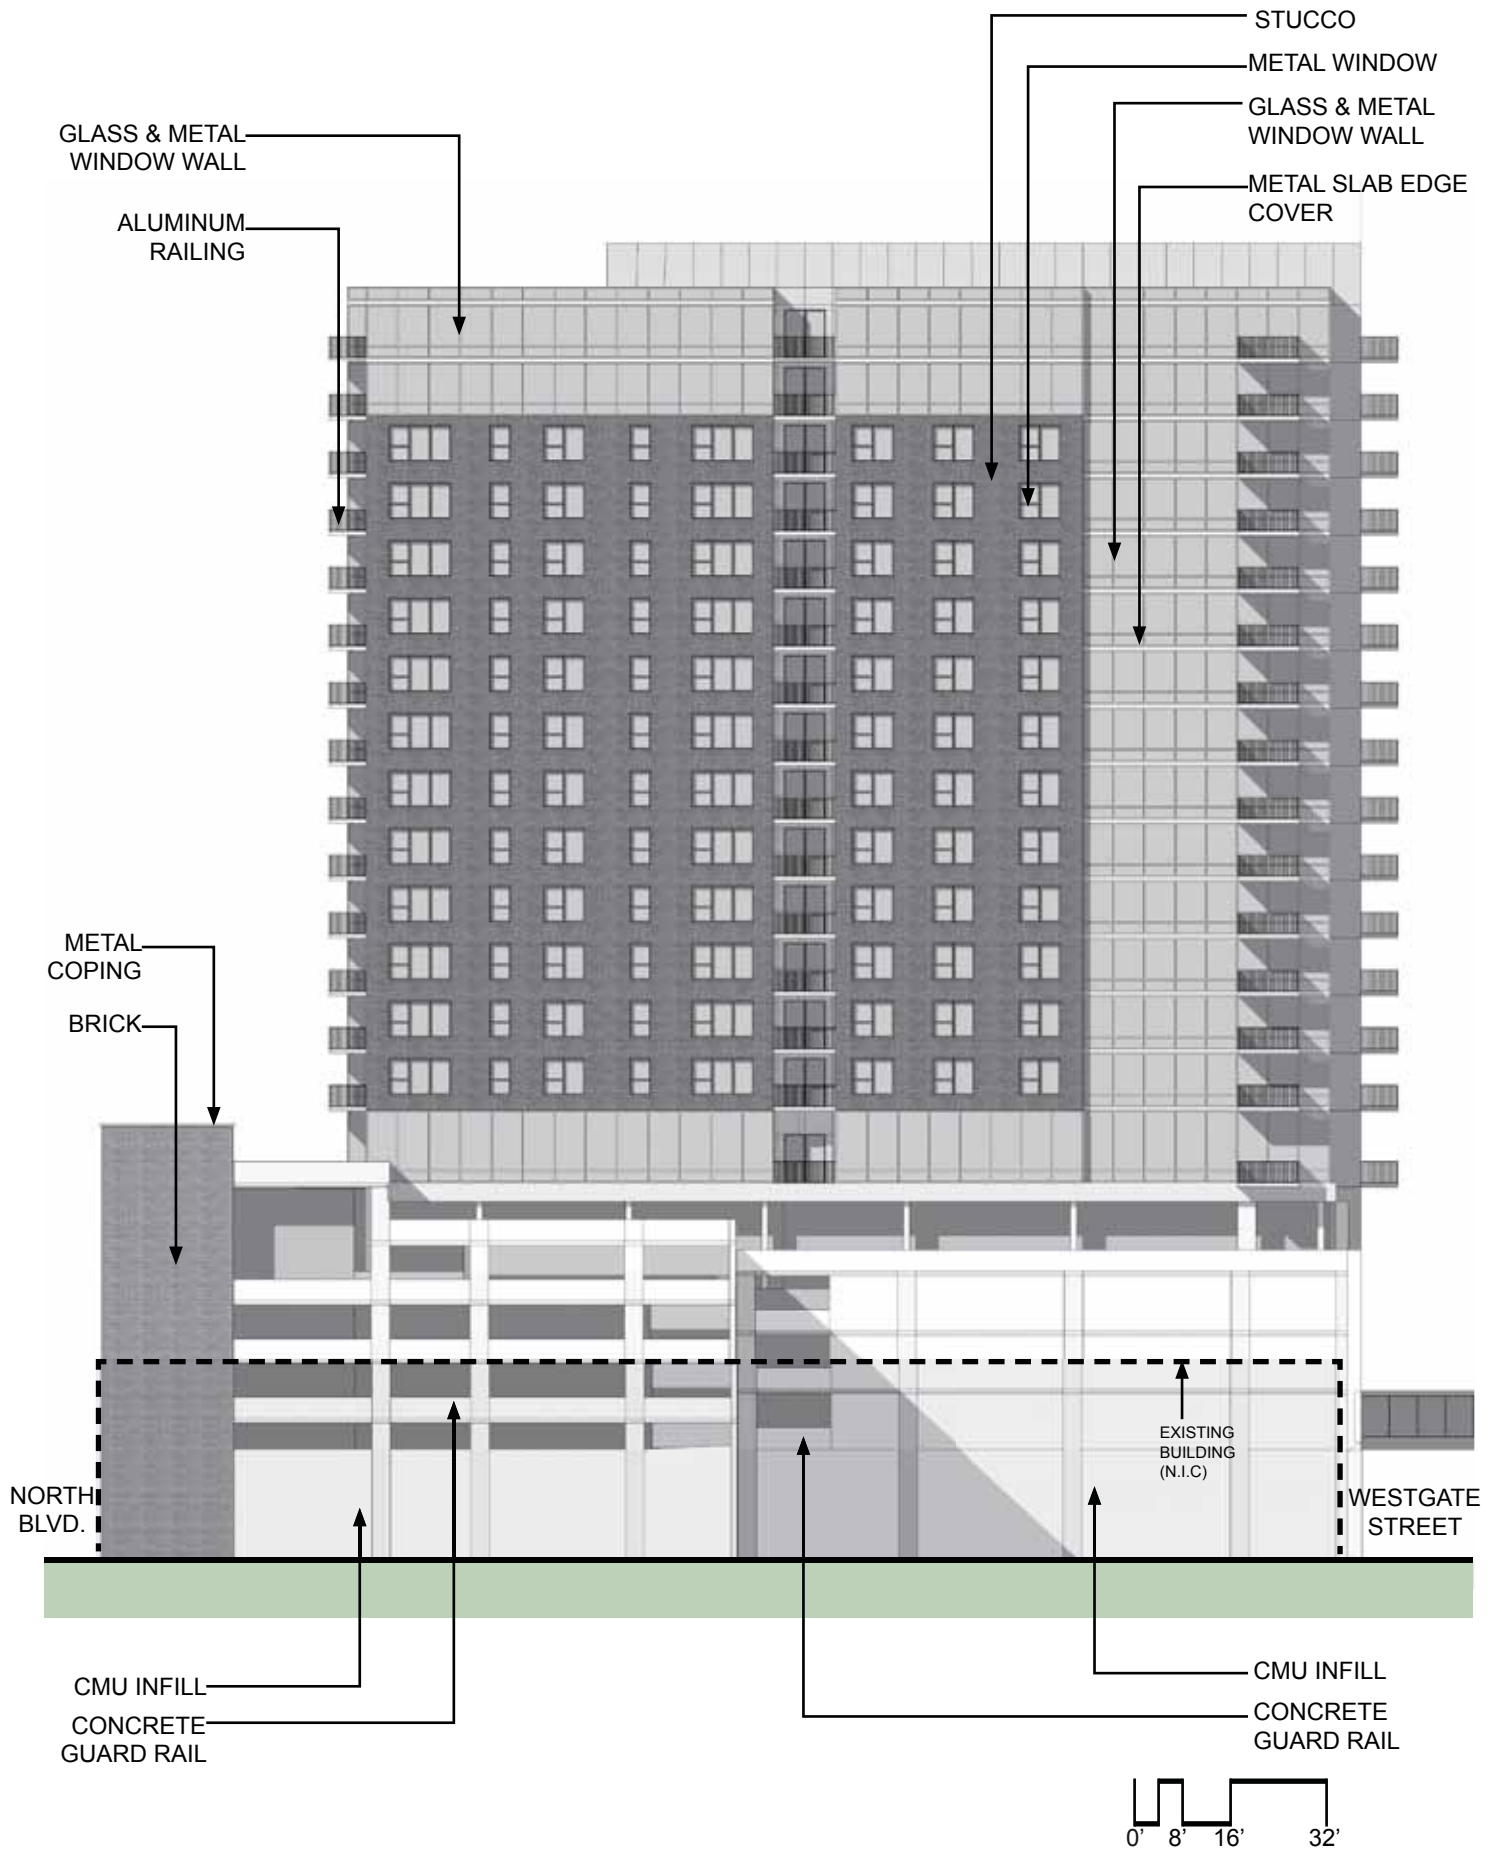 STUCCO
METAL WINDOW
GLASS & METAL
WINDOW WALL
METAL SLAB EDGE
COVER
GLASS & METAL
WINDOW WALL
ALUMINUM
RAILING
METAL
COPING
BRICK
EXISTING
BUILDING
(N.I.C)
NORTH
BLVD.
WESTGATE
STREET
CMU INFILL
CONCRETE
GUARD RAIL
CMU INFILL
CONCRETE
GUARD RAIL
0' 8' 16' 32'